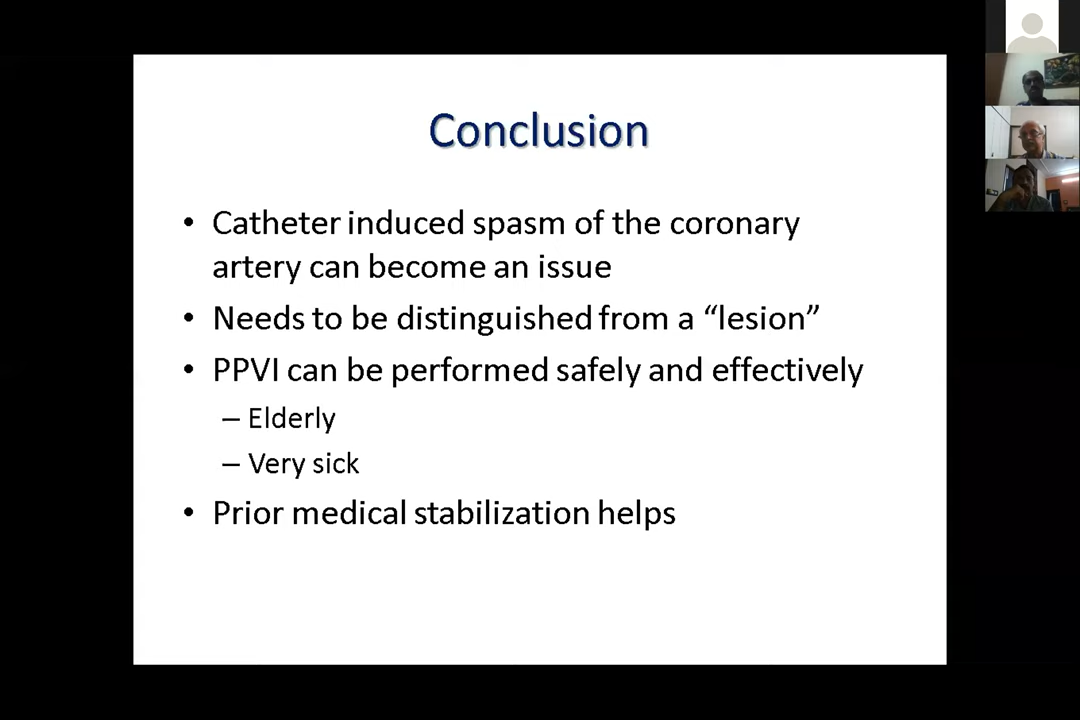 Conclusion
• Catheter induced spasm of the coronary
artery can become an issue
• Needs to be distinguished from a “lesion”
• PPVI can be performed safely and effectively
– Elderly
– Very sick
• Prior medical stabilization helps